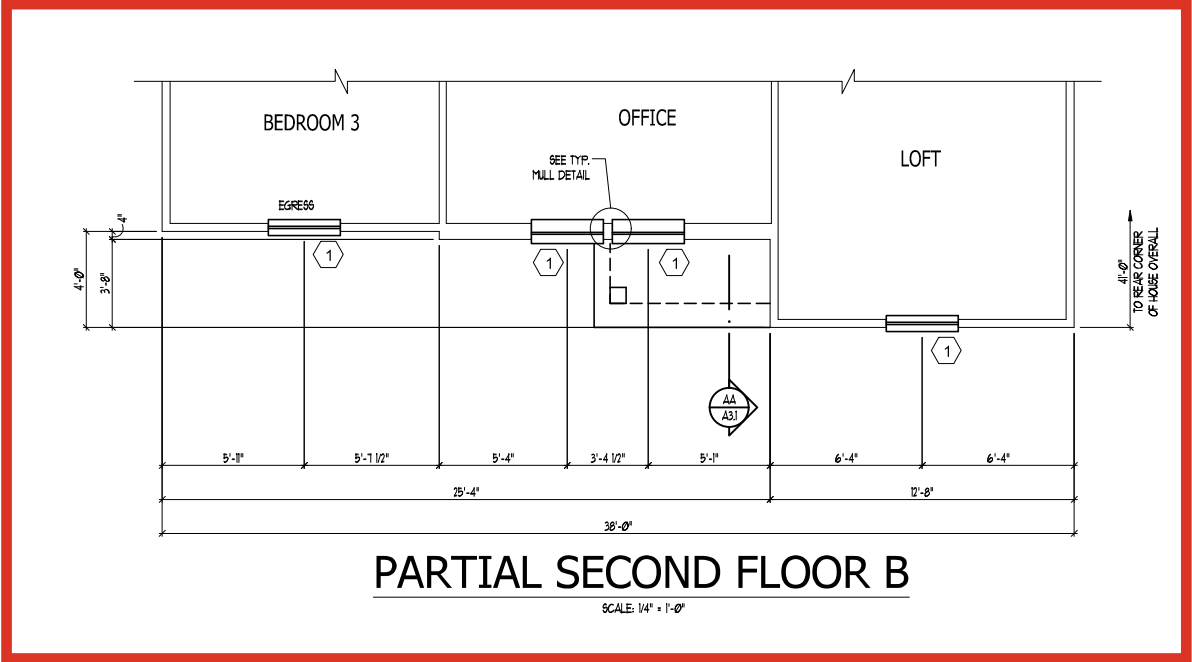 BEDROOM 3
OFFICE
LOFT
SEE TYP.
MULL DETAIL
EGRESS
4"
4'-0"
3'-8"
1
1
1
1
41'-0"
TO REAR CORNER
OF HOUSE OVERALL
AA
A3.1
5'-11"
5'-7 1/2"
5'-4"
3'-4 1/2"
5'-1"
6'-4"
6'-4"
25'-4"
12'-8"
38'-0"
PARTIAL SECOND FLOOR B
SCALE: 1/4" = 1'-0"